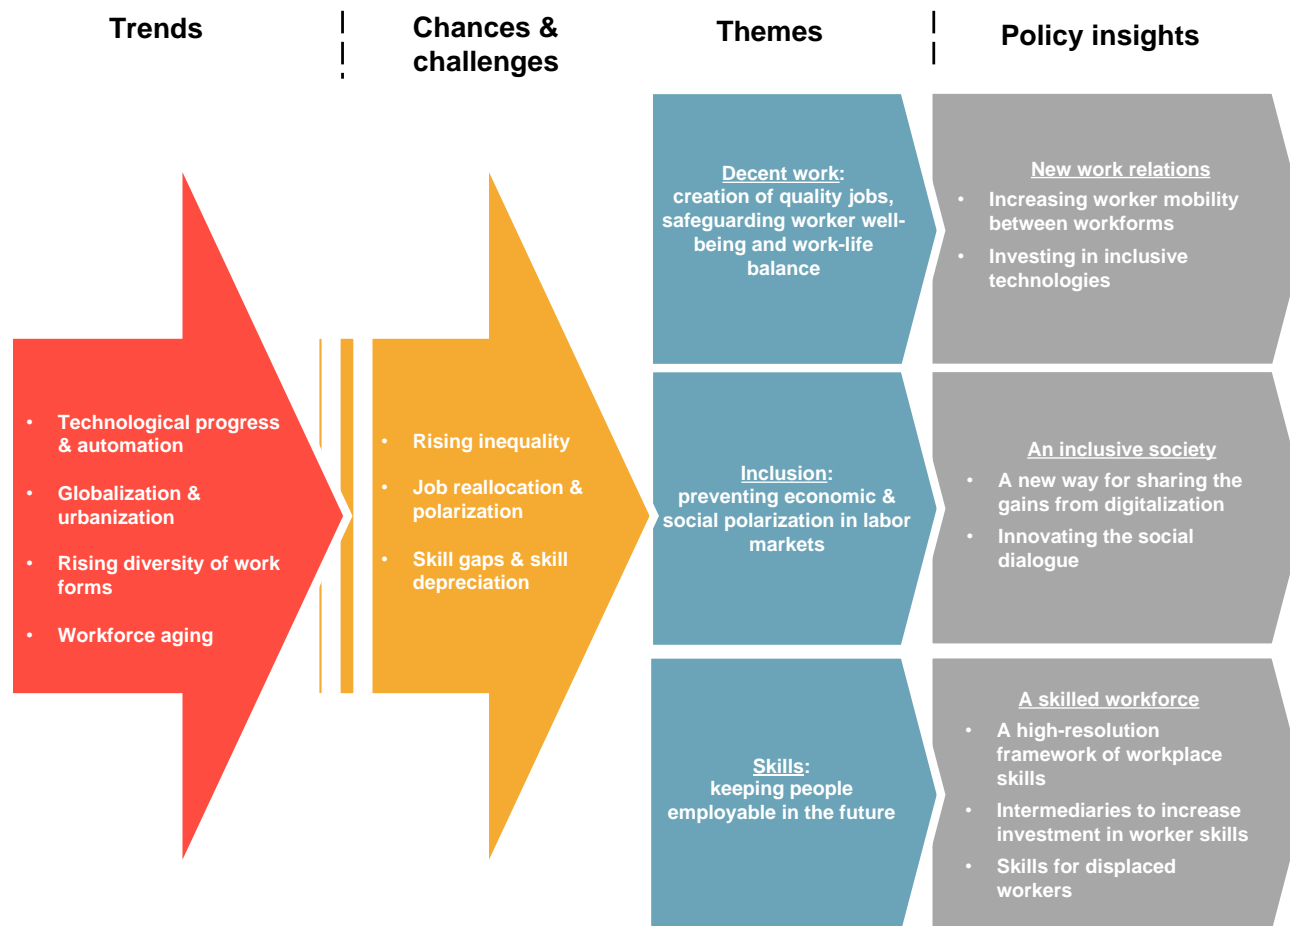 Trends
Chances &
challenges
Themes
Policy insights
• Technological progress
& automation
• Globalization &
urbanization
• Rising diversity of work
forms
• Workforce aging
• Rising inequality
• Job reallocation &
polarization
• Skill gaps & skill
depreciation
Decent work:
creation of quality jobs,
safeguarding worker well-
being and work-life
balance
Inclusion:
preventing economic &
social polarization in labor
markets
Skills:
keeping people
employable in the future
New work relations
• Increasing worker mobility
between workforms
• Investing in inclusive
technologies
An inclusive society
• A new way for sharing the
gains from digitalization
• Innovating the social
dialogue
A skilled workforce
• A high-resolution
framework of workplace
skills
• Intermediaries to increase
investment in worker skills
• Skills for displaced
workers